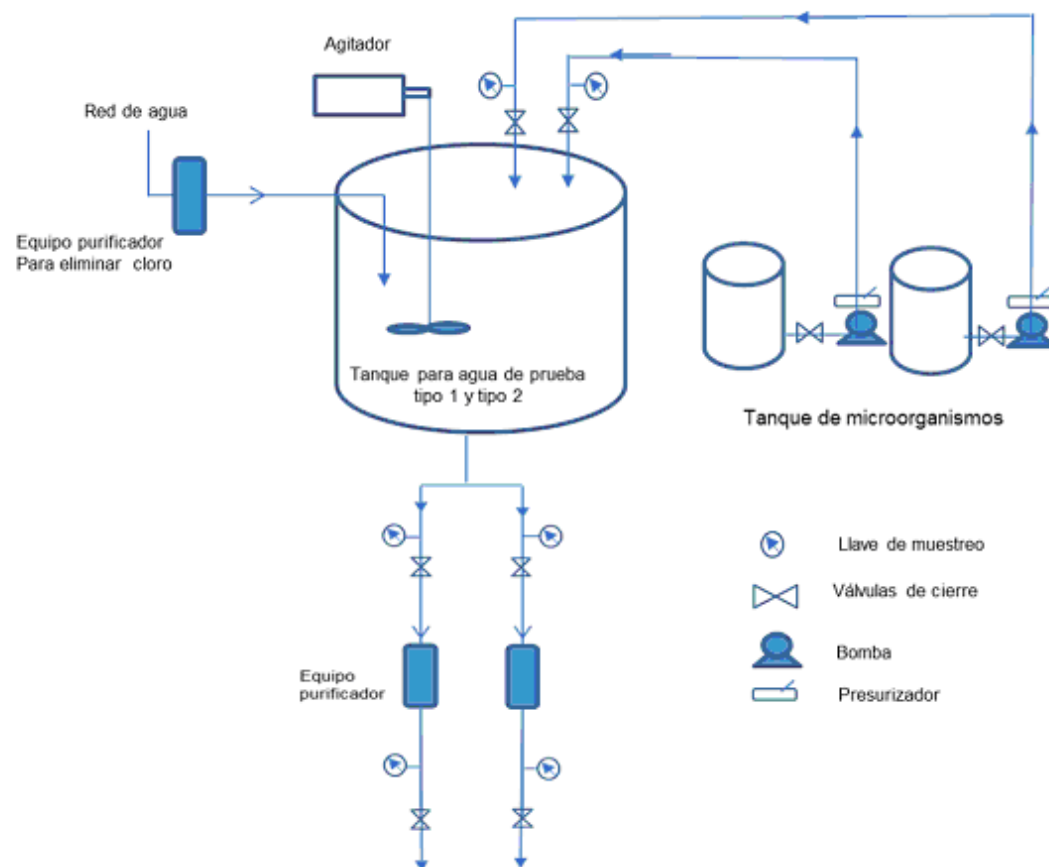 Agitador
Red de agua
Equipo purificador
Para eliminar cloro
Tanque para agua de prueba
tipo 1 y tipo 2
Tanque de microorganismos
Llave de muestreo
Válvulas de cierre
Equipo
purificador
Bomba
Presurizador